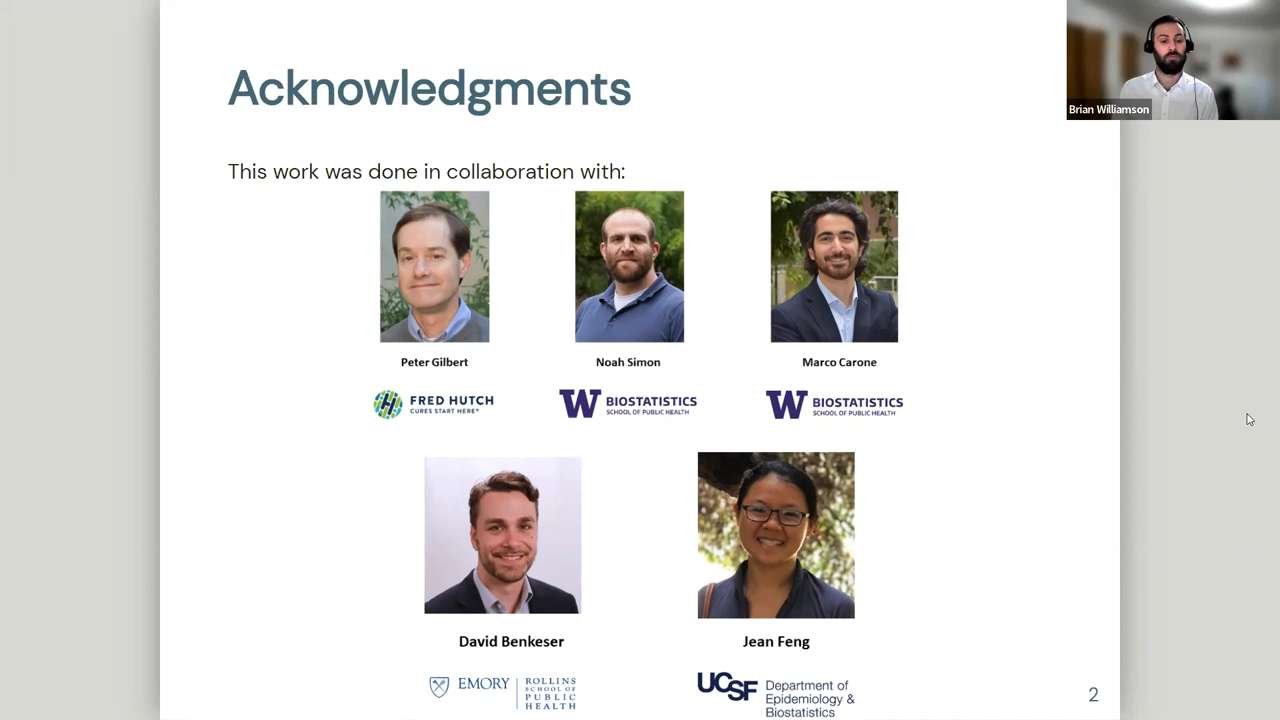 Acknowledgments
Brian Williamson
This work was done in collaboration with:
Peter Gilbert
Noah Simon
Marco Carone
FRED HUTCH
CURES START HERE®
W BIOSTATISTICS
SCHOOL OF PUBLIC HEALTH
W BIOSTATISTICS
SCHOOL OF PUBLIC HEALTH
David Benkeser
Jean Feng
EMORY
ROLLINS
SCHOOL OF
PUBLIC
HEALTH
UCSF
Department of
Epidemiology &
Biostatistics
2